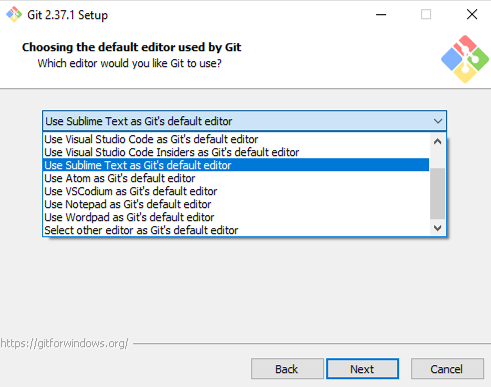 Git 2.37.1 Setup
Choosing the default editor used by Git
Which editor would you like Git to use?
Use Sublime Text as Git's default editor
Use Visual Studio Code as Git's default editor
Use Visual Studio Code Insiders as Git's default editor
Use Sublime Text as Git's default editor
Use Atom as Git's default editor
Use VSCodium as Git's default editor
Use Notepad as Git's default editor
Use Wordpad as Git's default editor
Select other editor as Git's default editor
https://gitforwindows.org/
Back Next Cancel